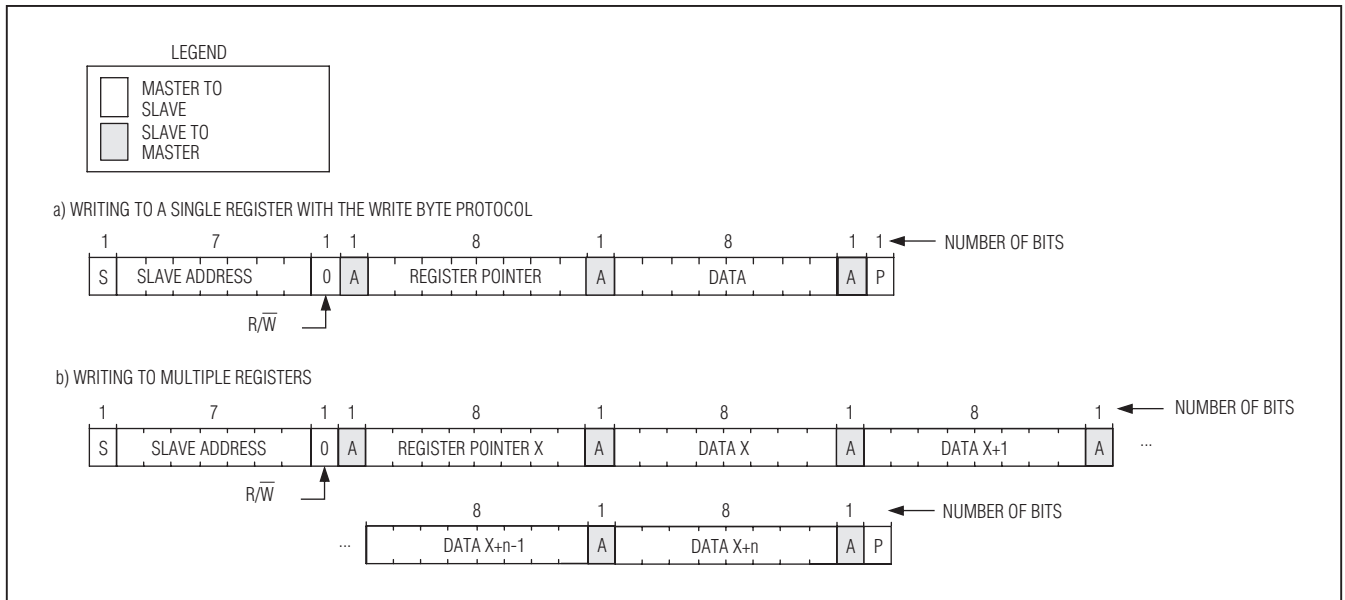 LEGEND
MASTER TO
SLAVE
SLAVE TO
MASTER
a) WRITING TO A SINGLE REGISTER WITH THE WRITE BYTE PROTOCOL
1 7 1 1 8 1 8 1 1 NUMBER OF BITS
S SLAVE ADDRESS 0 A REGISTER POINTER A DATA A P
R/W̅
b) WRITING TO MULTIPLE REGISTERS
1 7 1 1 8 1 8 1 8 1 NUMBER OF BITS
S SLAVE ADDRESS 0 A REGISTER POINTER X A DATA X A DATA X+1 A ...
R/W̅
8 1 8 1 NUMBER OF BITS
... DATA X+n-1 A DATA X+n A P